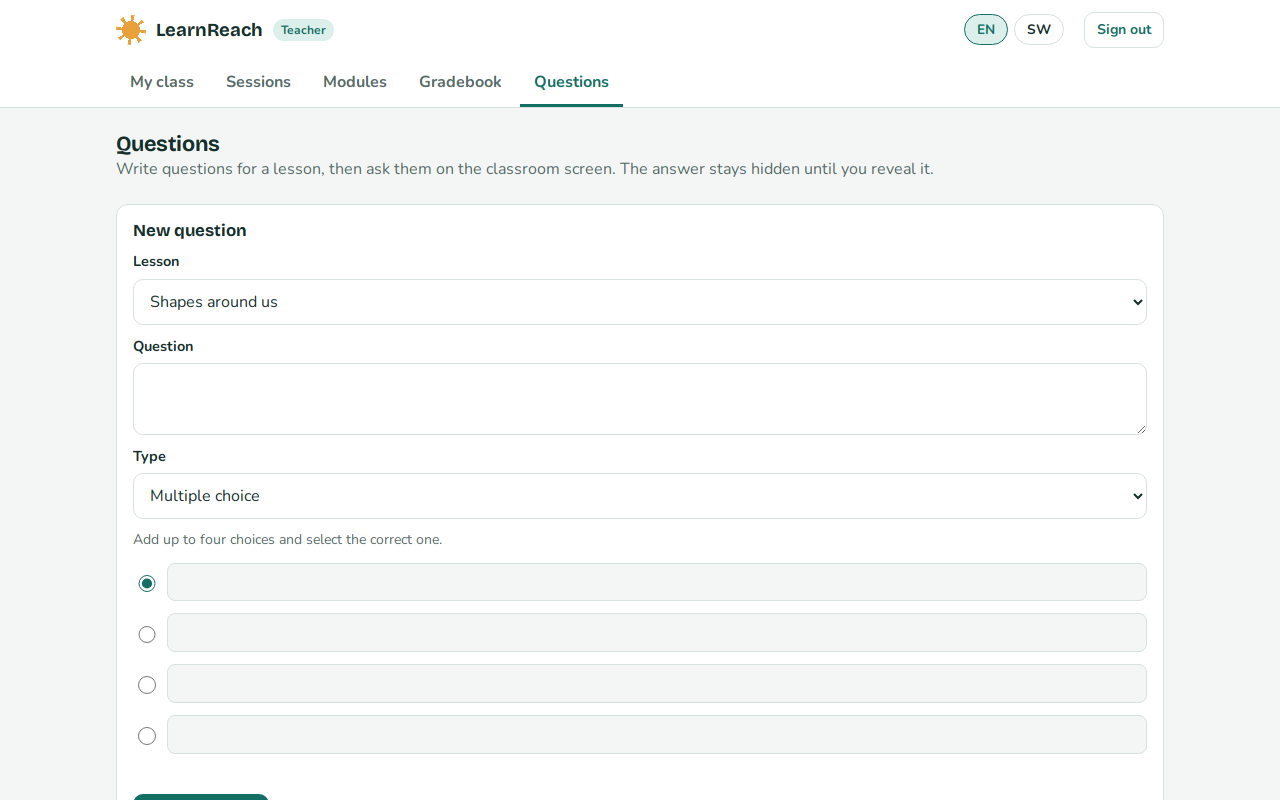 LearnReach Teacher EN SW Sign out
My class Sessions Modules Gradebook Questions
Questions
Write questions for a lesson, then ask them on the classroom screen. The answer stays hidden until you reveal it.
New question
Lesson
Shapes around us
Question
Type
Multiple choice
Add up to four choices and select the correct one.